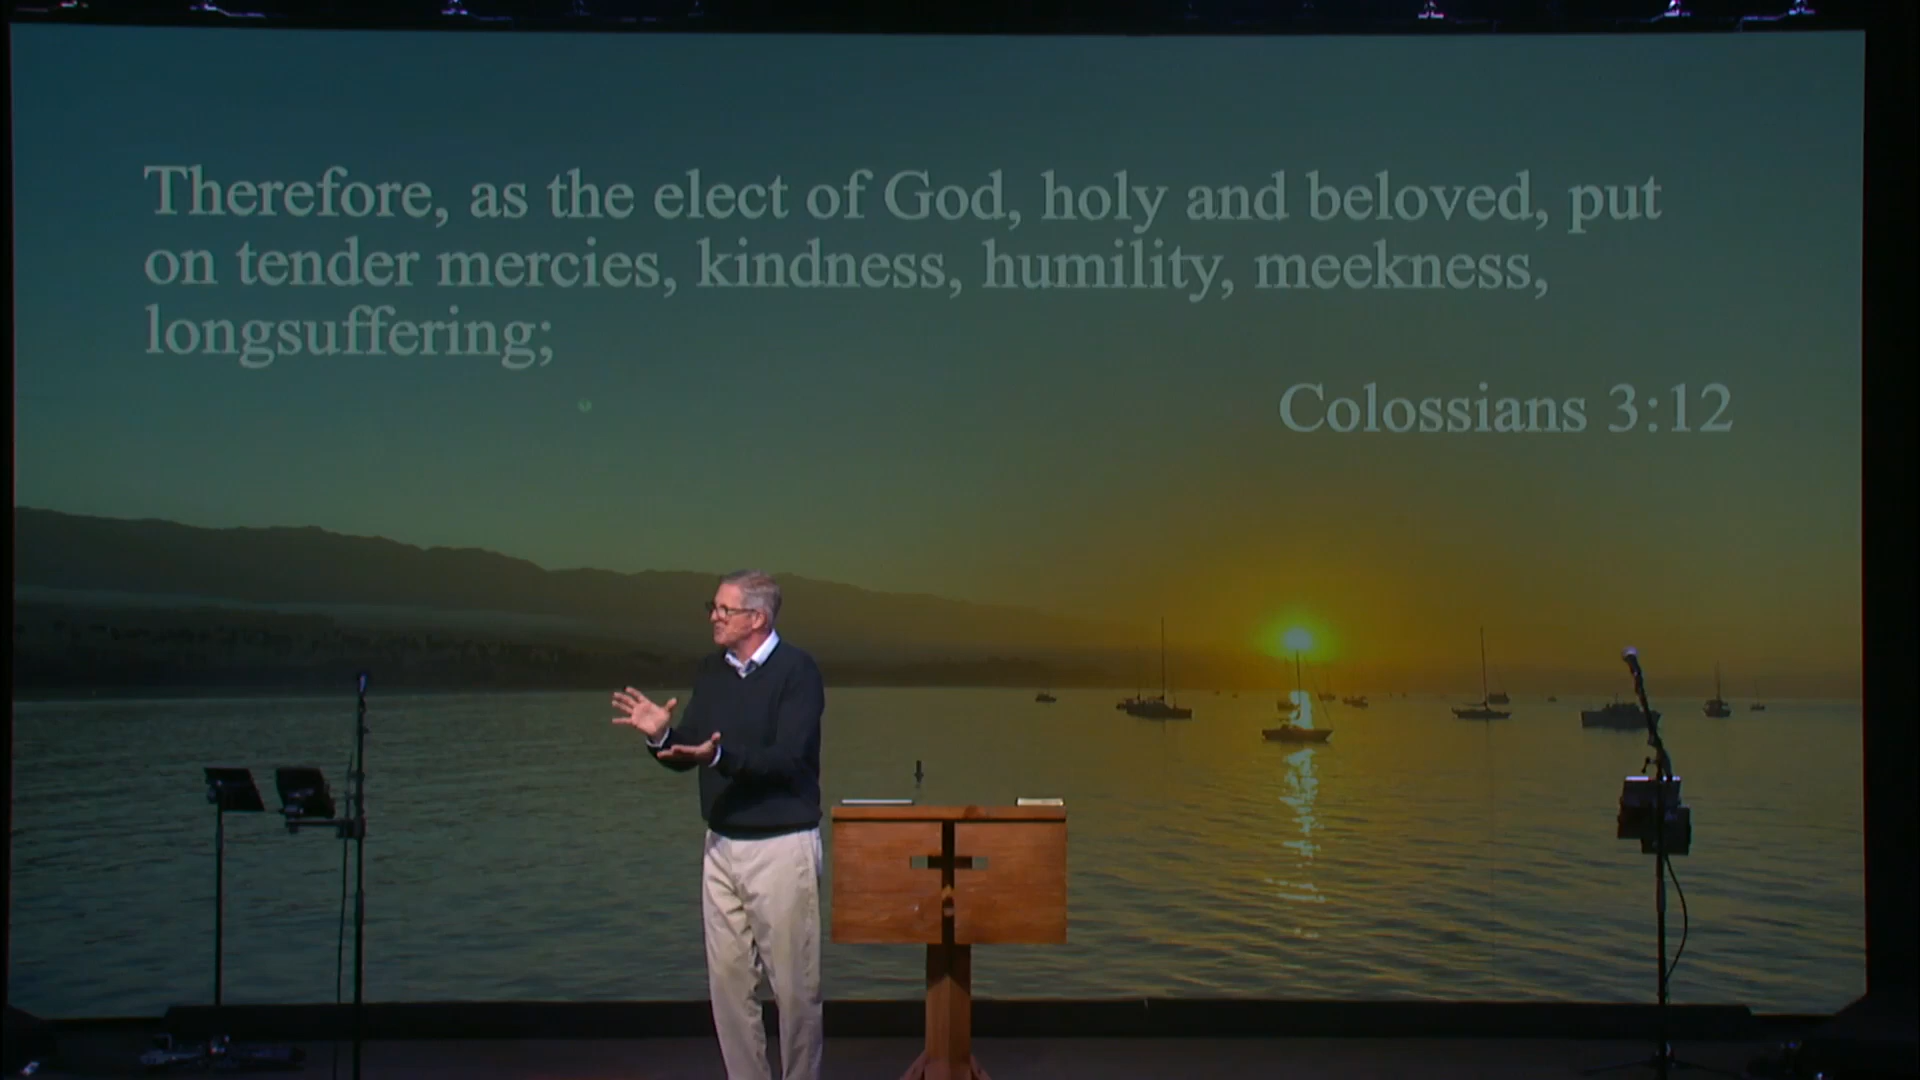 Therefore, as the elect of God, holy and beloved, put
on tender mercies, kindness, humility, meekness,
longsuffering;
Colossians 3:12